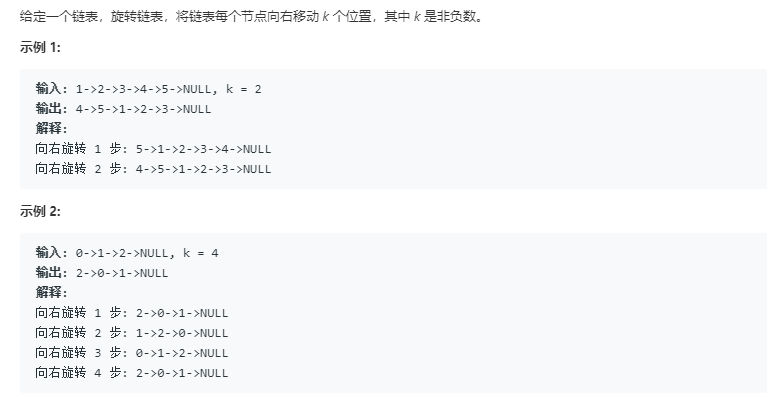 给定一个链表，旋转链表，将链表每个节点向右移动 k 个位置，其中 k 是非负数。
示例 1:
输入: 1->2->3->4->5->NULL, k = 2
输出: 4->5->1->2->3->NULL
解释:
向右旋转 1 步: 5->1->2->3->4->NULL
向右旋转 2 步: 4->5->1->2->3->NULL
示例 2:
输入: 0->1->2->NULL, k = 4
输出: 2->0->1->NULL
解释:
向右旋转 1 步: 2->0->1->NULL
向右旋转 2 步: 1->2->0->NULL
向右旋转 3 步: 0->1->2->NULL
向右旋转 4 步: 2->0->1->NULL